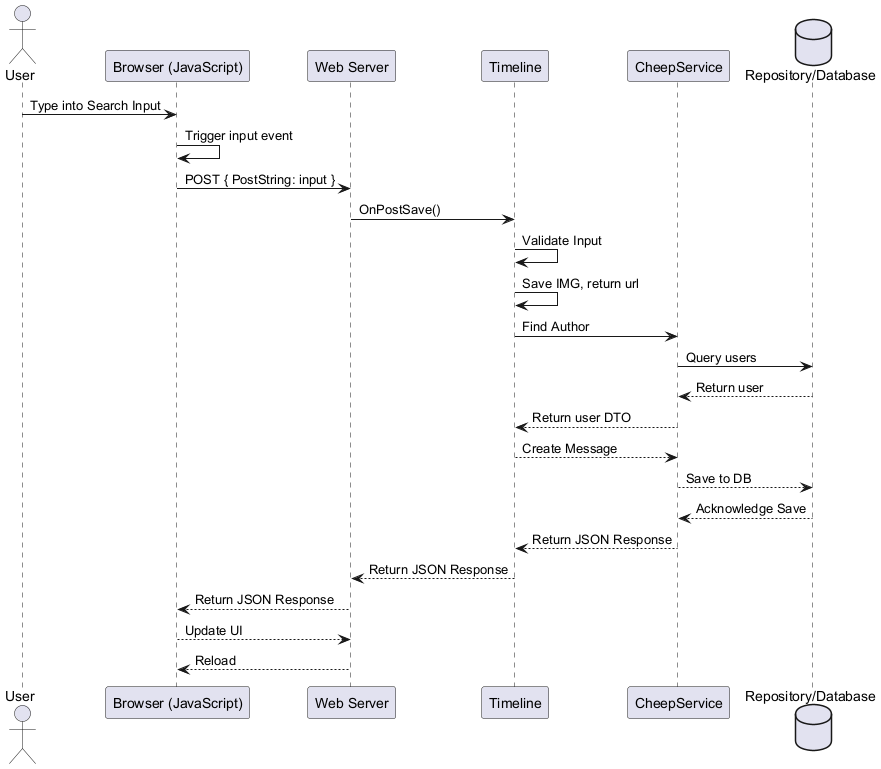 User
Browser (JavaScript)
Web Server
Timeline
CheepService
Repository/Database
Type into Search Input
Trigger input event
POST { PostString: input }
OnPostSave()
Validate Input
Save IMG, return url
Find Author
Query users
Return user
Return user DTO
Create Message
Save to DB
Acknowledge Save
Return JSON Response
Return JSON Response
Return JSON Response
Update UI
Reload
User
Browser (JavaScript)
Web Server
Timeline
CheepService
Repository/Database